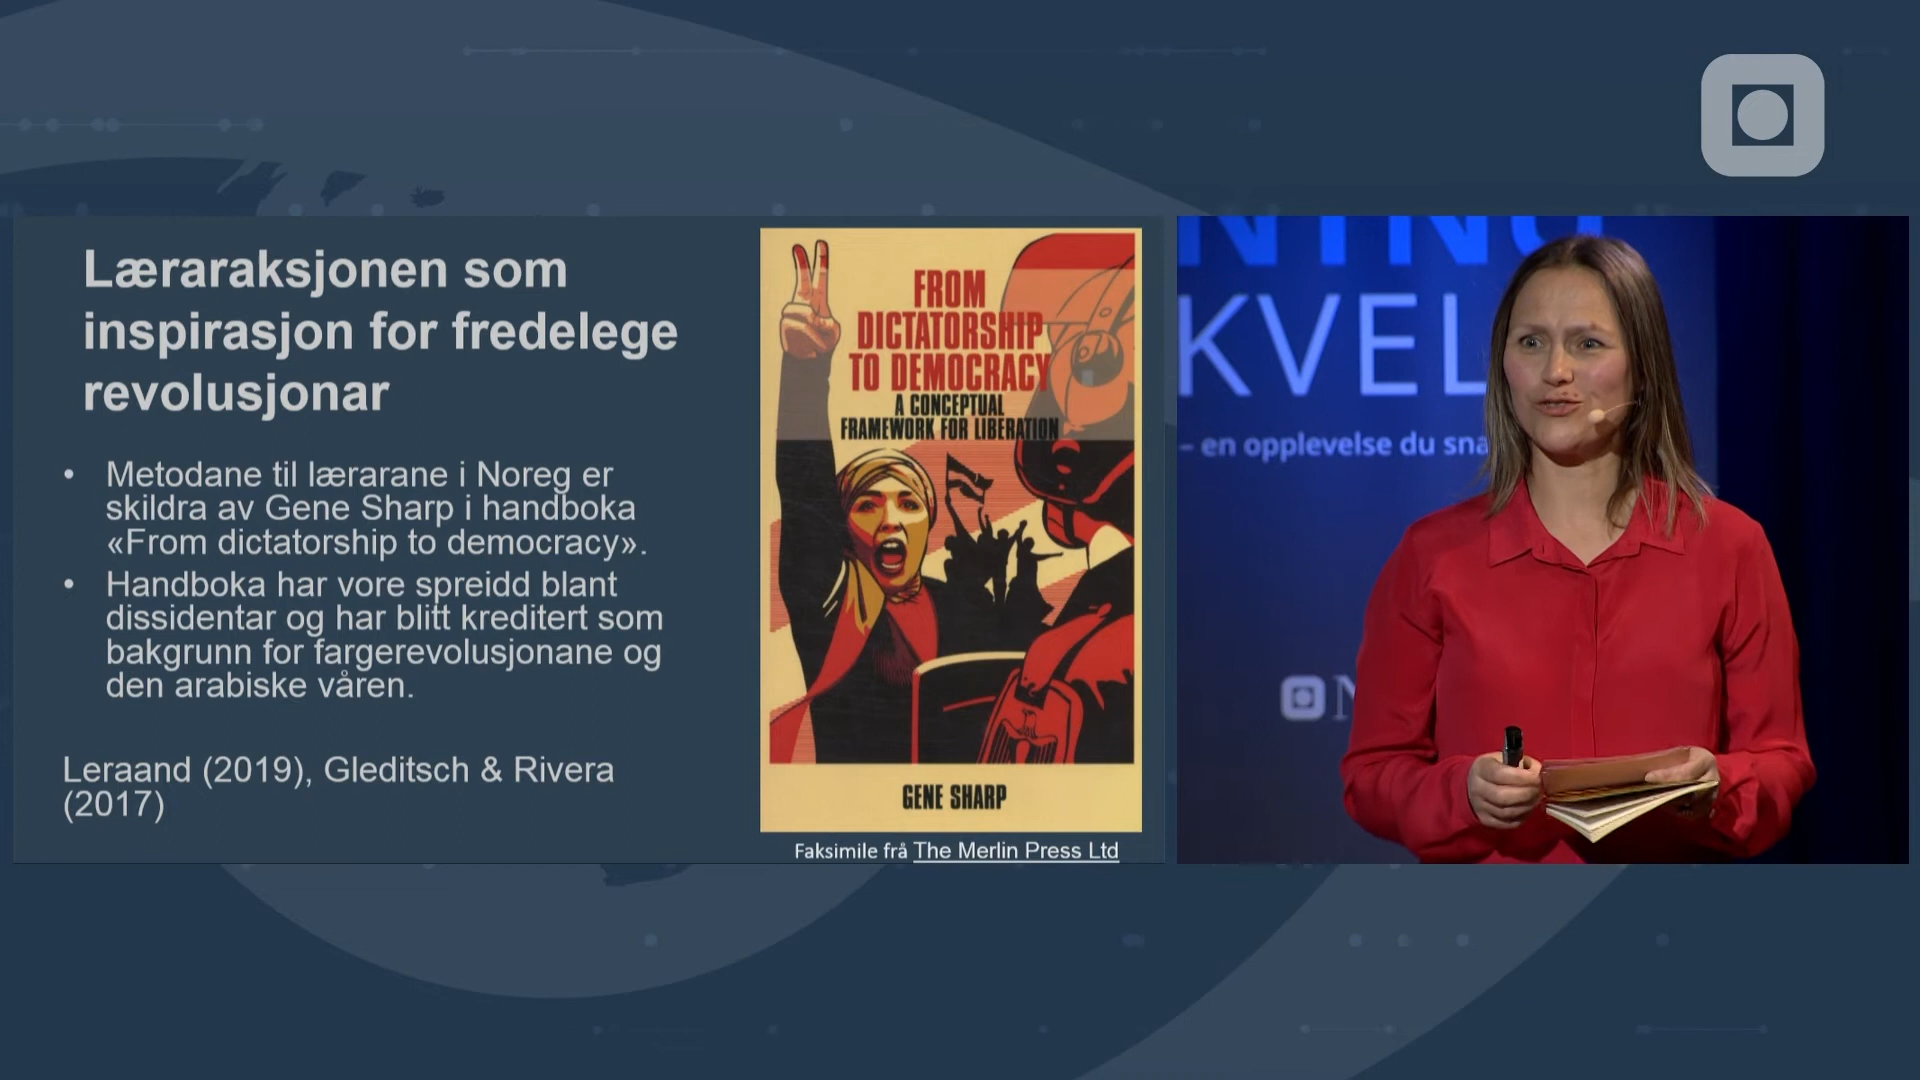 Læraraksjonen som
inspirasjon for fredelege
revolusjonar
• Metodane til lærarane i Noreg er
skildra av Gene Sharp i handboka
«From dictatorship to democracy».
• Handboka har vore spreidd blant
dissidentar og har blitt kreditert som
bakgrunn for fargerevolusjonane og
den arabiske våren.
Leraand (2019), Gleditsch & Rivera
(2017)
FROM
DICTATORSHIP
TO DEMOCRACY
A CONCEPTUAL
FRAMEWORK FOR LIBERATION
GENE SHARP
Faksimile frå The Merlin Press Ltd
NING
KVEL
– en opplevelse du sna
N